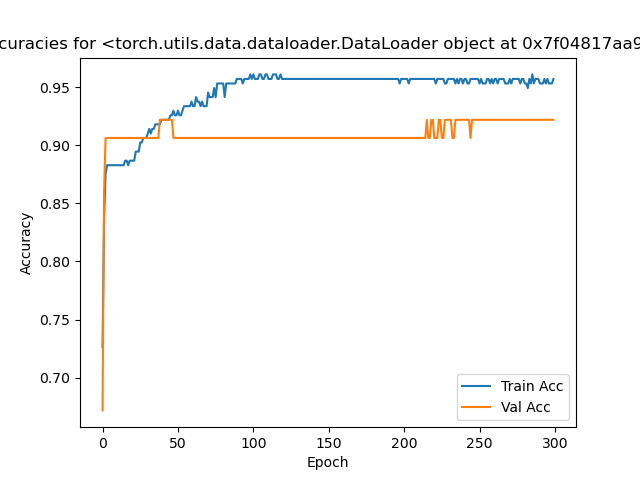 curacies for <torch.utils.data.dataloader.DataLoader object at 0x7f04817aa9
0.95
0.90
0.85
0.80
0.75
0.70
Accuracy
Train Acc
Val Acc
0 50 100 150 200 250 300
Epoch